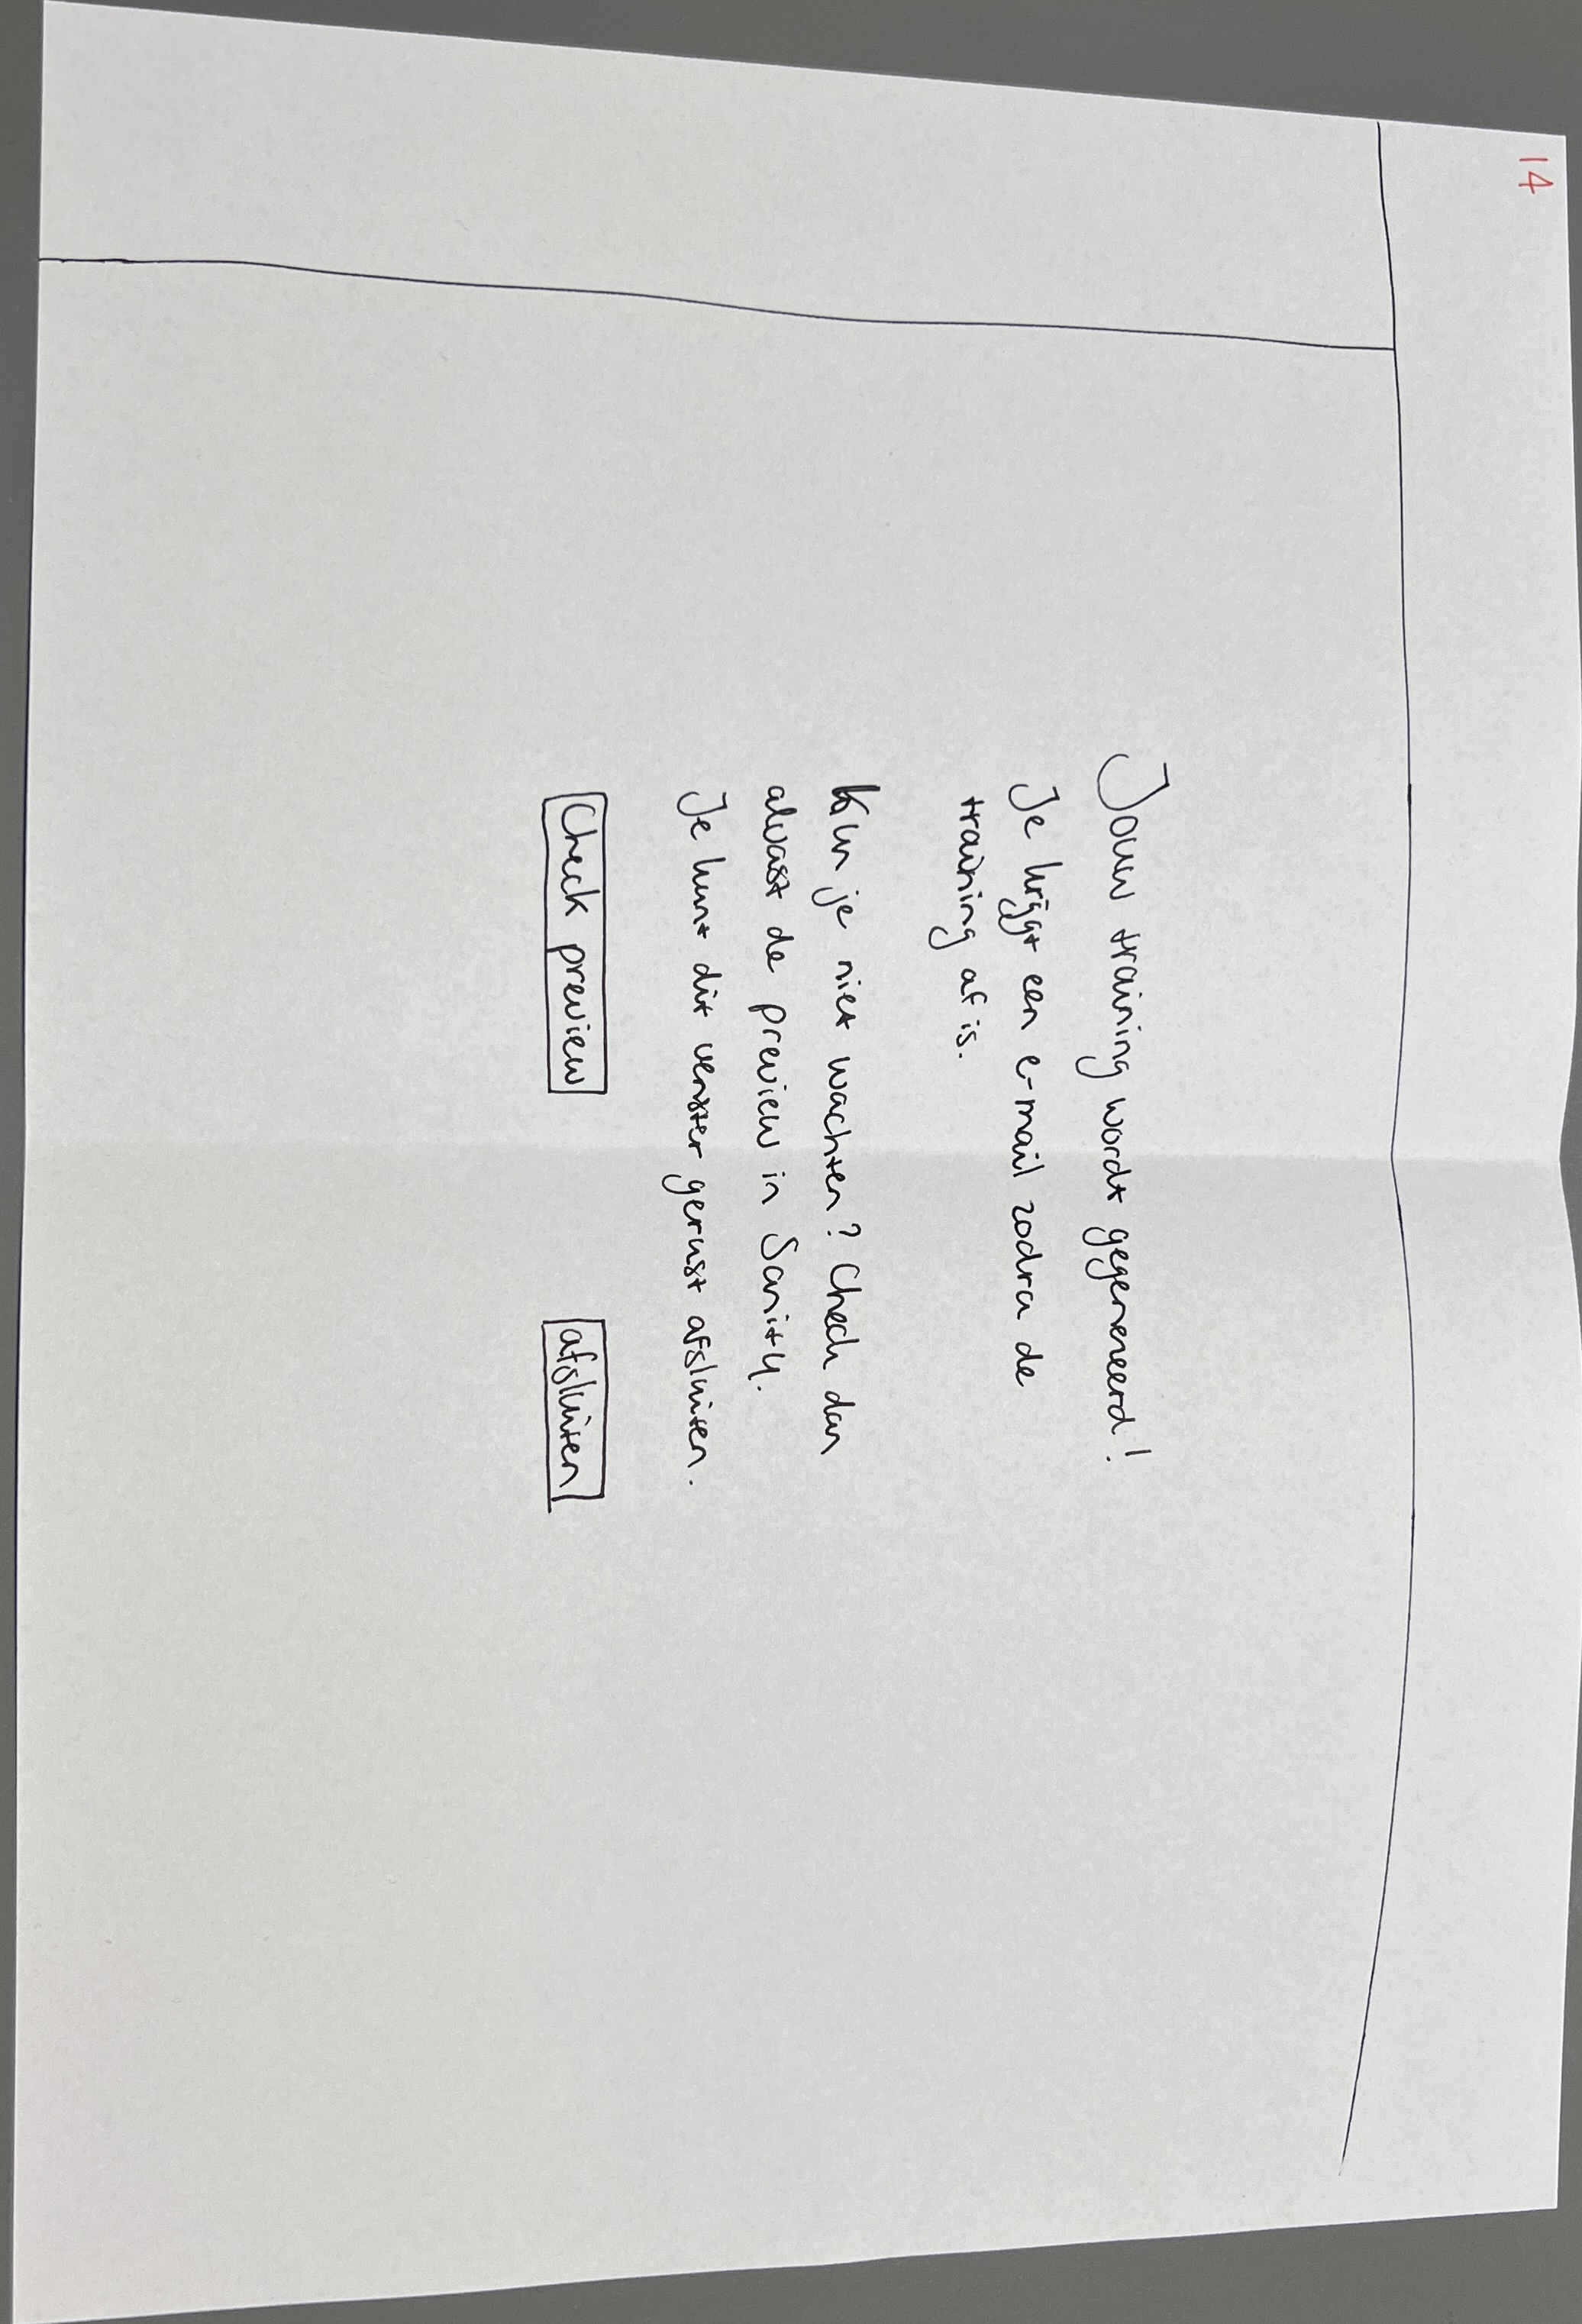 14
Jouw training wordt gegenereerd!
Je krijgt een e-mail zodra de
training af is.
Kun je niet wachten? Check dan
alvast de preview in Sanity.
Je kunt dit venster gerust afsluiten.
Check preview afsluiten